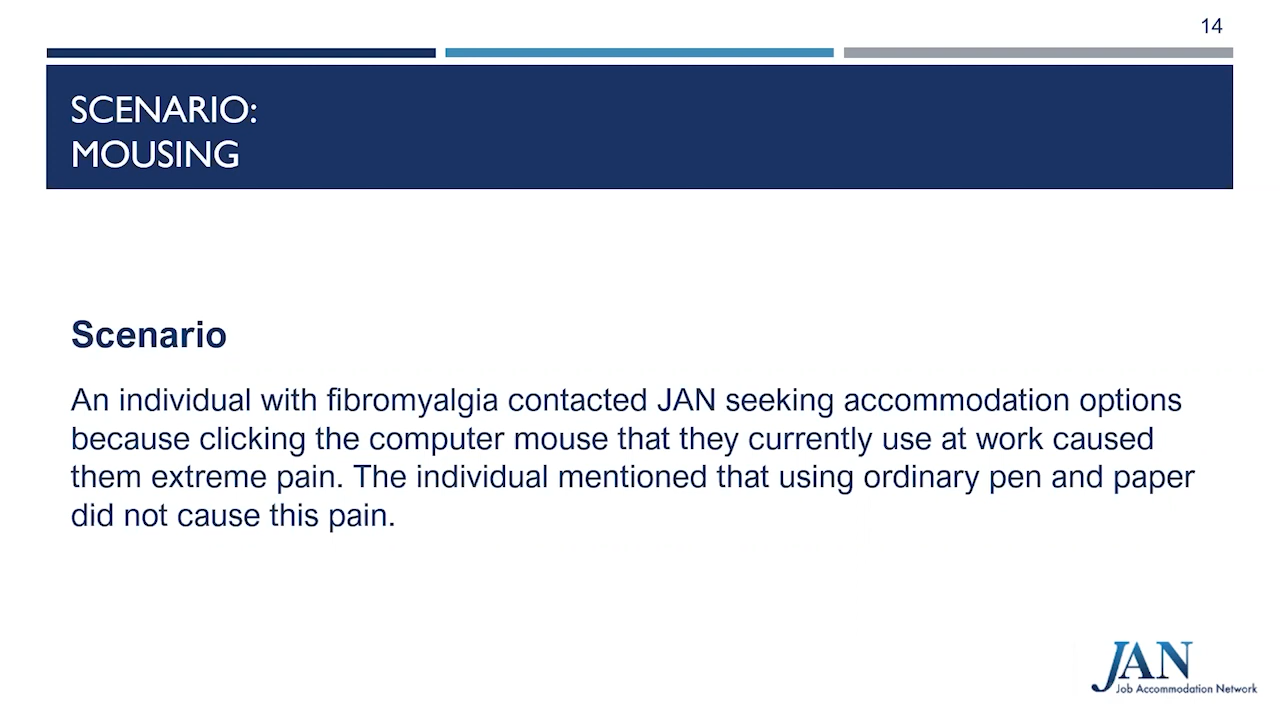 14
SCENARIO:
MOUSING
Scenario
An individual with fibromyalgia contacted JAN seeking accommodation options
because clicking the computer mouse that they currently use at work caused
them extreme pain. The individual mentioned that using ordinary pen and paper
did not cause this pain.
JAN
Job Accommodation Network